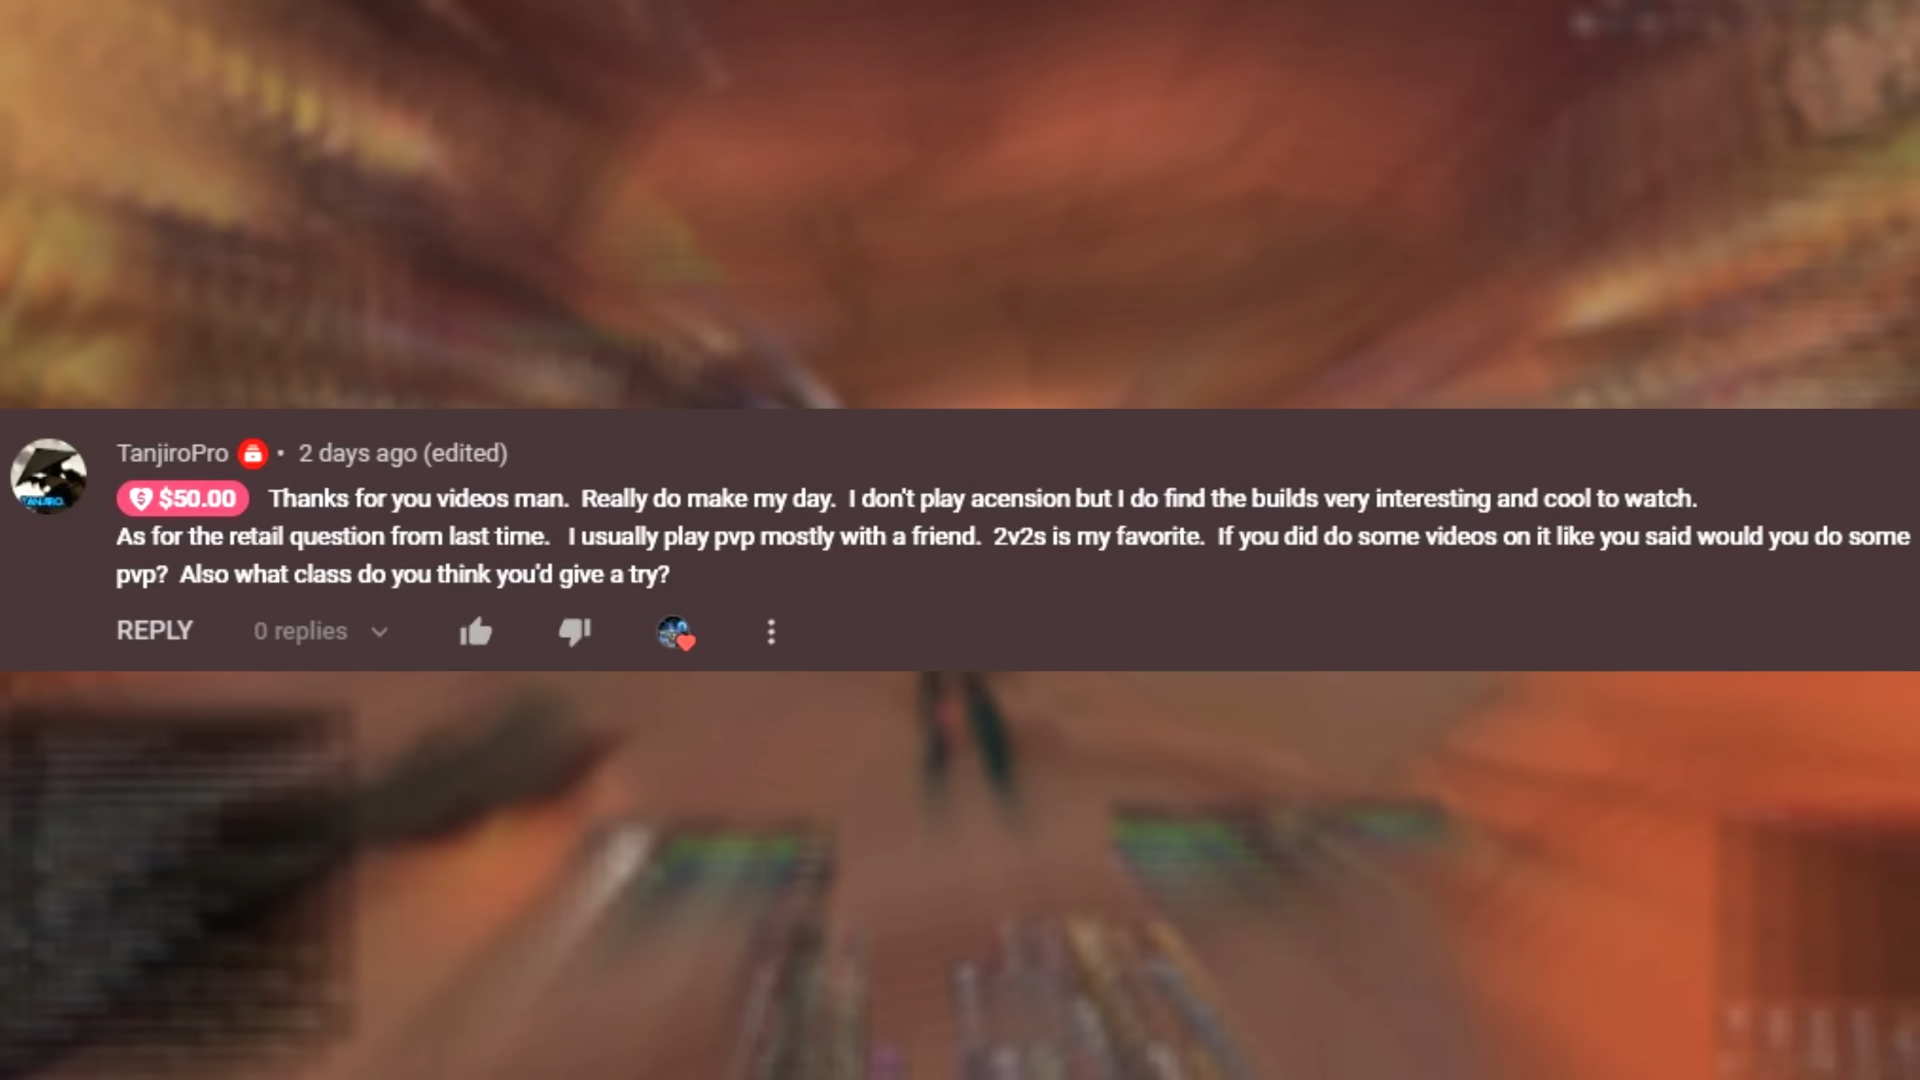 TanjiroPro • 2 days ago (edited)
$50.00 Thanks for you videos man. Really do make my day. I don't play acension but I do find the builds very interesting and cool to watch.
As for the retail question from last time. I usually play pvp mostly with a friend. 2v2s is my favorite. If you did do some videos on it like you said would you do some
pvp? Also what class do you think you'd give a try?
REPLY 0 replies
TANJIRO